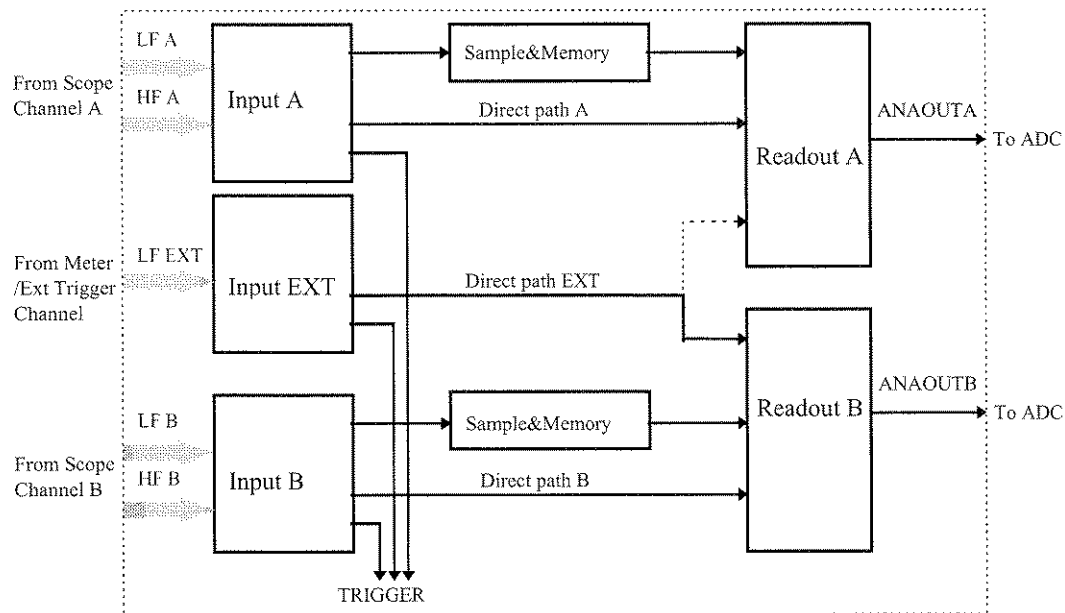 LF A
From Scope
Channel A
HF A
Input A
Sample&Memory
Direct path A
Readout A
ANAOUTA
To ADC
LF EXT
From Meter
/Ext Trigger
Channel
Input EXT
Direct path EXT
LF B
From Scope
Channel B
HF B
Input B
Sample&Memory
Direct path B
Readout B
ANAOUTB
To ADC
TRIGGER